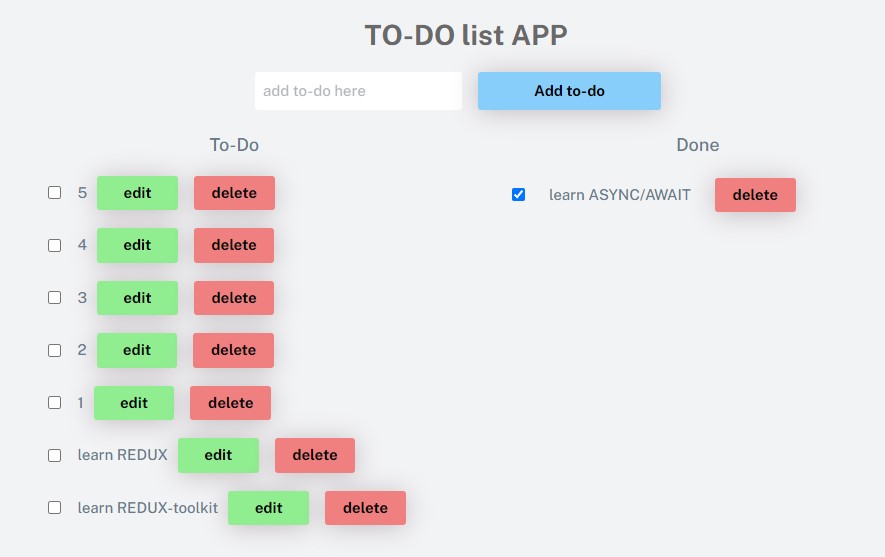 TO-DO list APP
add to-do here Add to-do
To-Do
5 edit delete
4 edit delete
3 edit delete
2 edit delete
1 edit delete
learn REDUX edit delete
learn REDUX-toolkit edit delete
Done
learn ASYNC/AWAIT delete